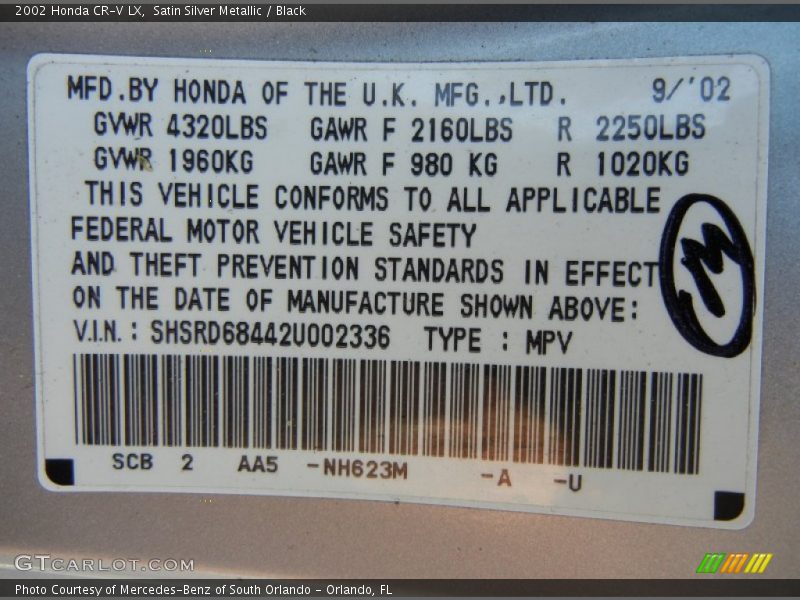 2002 Honda CR-V LX, Satin Silver Metallic / Black
MFD.BY HONDA OF THE U.K. MFG.,LTD. 9/'02
GVWR 4320LBS GAWR F 2160LBS R 2250LBS
GVWR 1960KG GAWR F 980 KG R 1020KG
THIS VEHICLE CONFORMS TO ALL APPLICABLE
FEDERAL MOTOR VEHICLE SAFETY
AND THEFT PREVENTION STANDARDS IN EFFECT
ON THE DATE OF MANUFACTURE SHOWN ABOVE:
V.I.N.: SHSRD68442U002336 TYPE : MPV
SCB 2 AA5 -NH623M -A -U
GTCARLOT.COM
Photo Courtesy of Mercedes-Benz of South Orlando - Orlando, FL